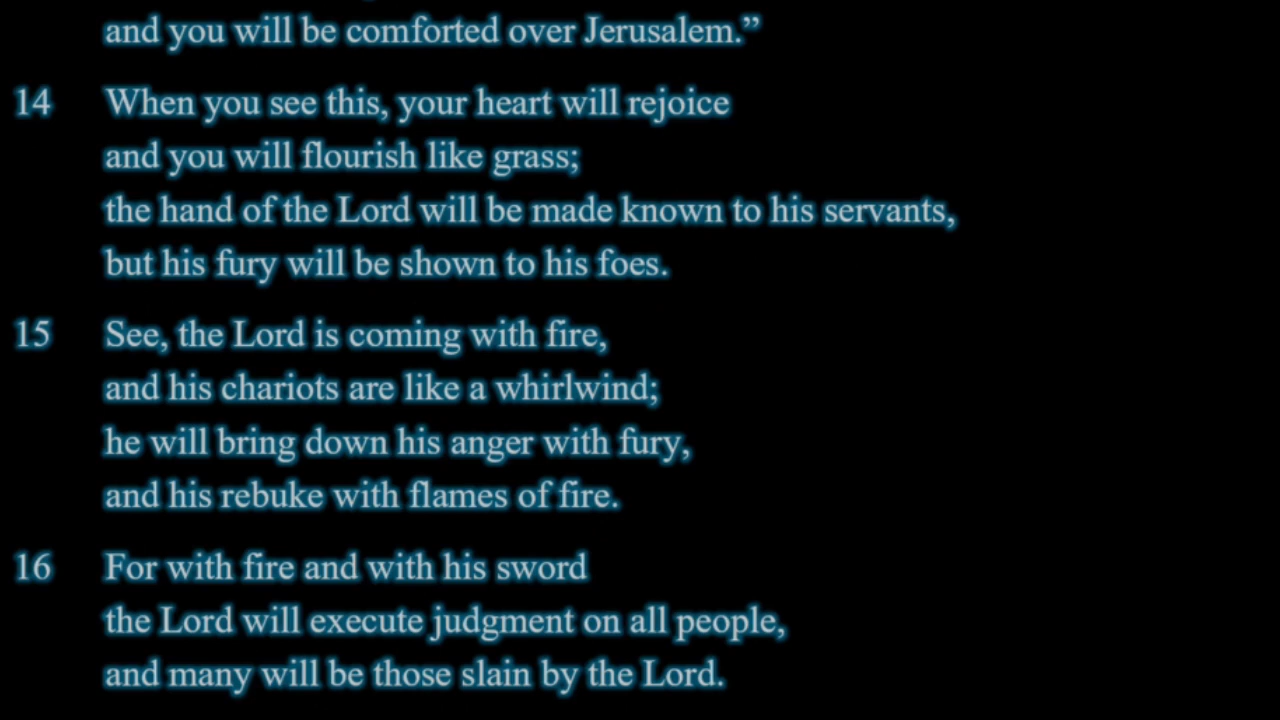 and you will be comforted over Jerusalem.”
14 When you see this, your heart will rejoice
and you will flourish like grass;
the hand of the Lord will be made known to his servants,
but his fury will be shown to his foes.
15 See, the Lord is coming with fire,
and his chariots are like a whirlwind;
he will bring down his anger with fury,
and his rebuke with flames of fire.
16 For with fire and with his sword
the Lord will execute judgment on all people,
and many will be those slain by the Lord.